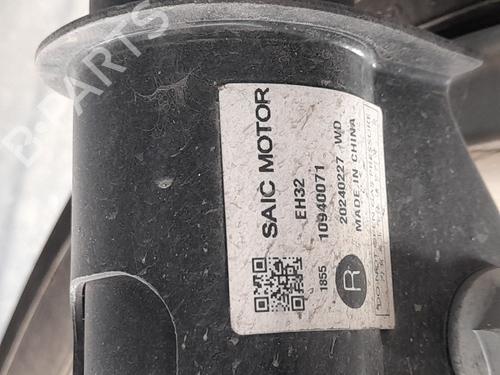 SAIC MOTOR
EH32
10940071
20240227 WD
MADE IN CHINA
1855
R
B-PARTS